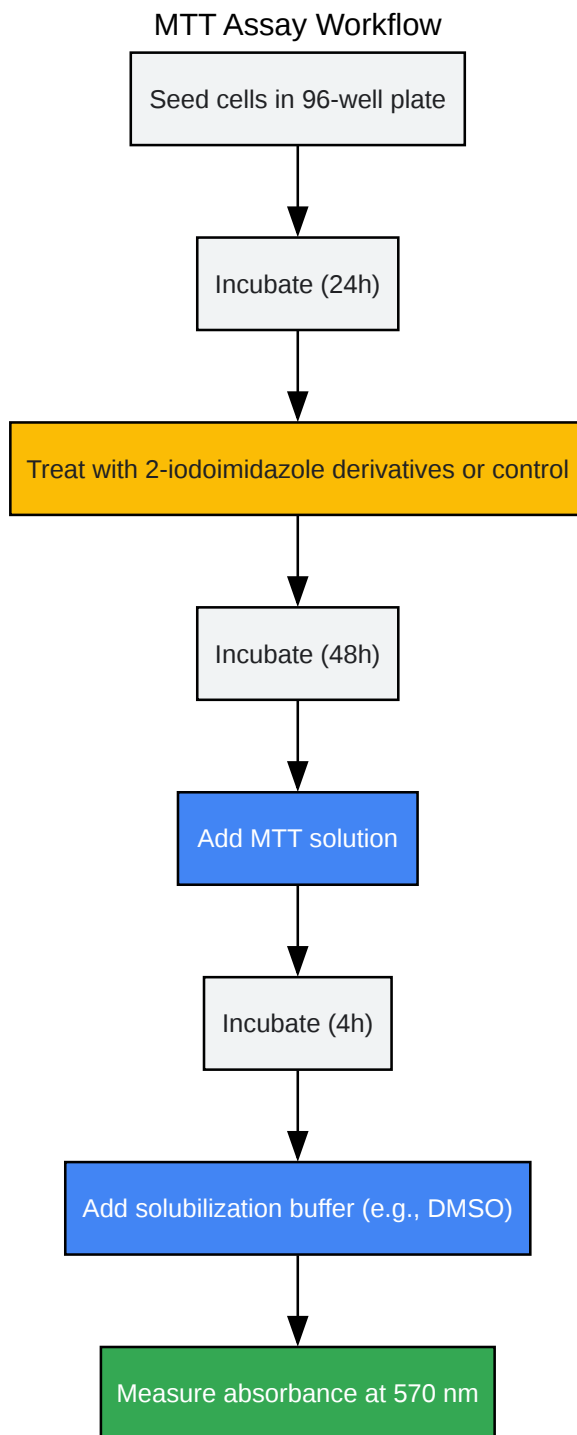 MTT Assay Workflow
Seed cells in 96-well plate
Incubate (24h)
Treat with 2-iodoimidazole derivatives or control
Incubate (48h)
Add MTT solution
Incubate (4h)
Add solubilization buffer (e.g., DMSO)
Measure absorbance at 570 nm